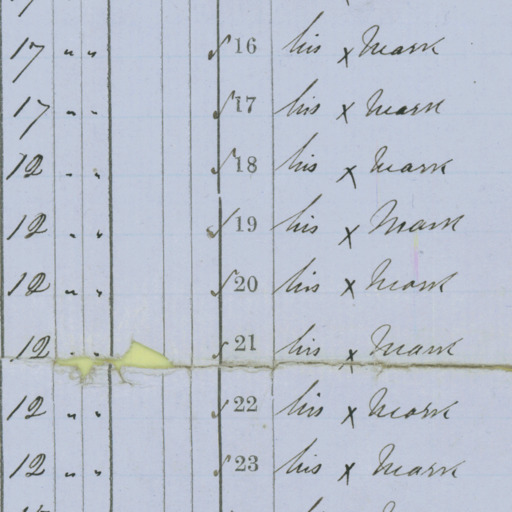 17 " " 16 his x mark
17 " " 17 his x mark
12 " " 18 his x mark
12 " " 19 his x mark
12 " " 20 his x mark
12 " " 21 his x mark
12 " " 22 his x mark
12 " " 23 his x mark